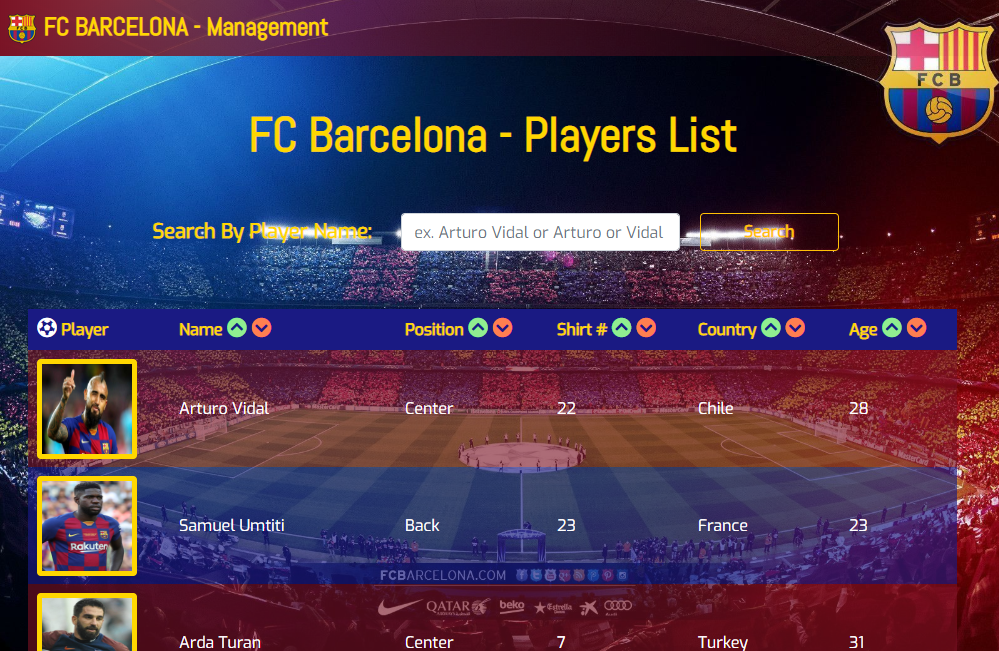 FC BARCELONA - Management
FCB
FC Barcelona - Players List
Search By Player Name:
ex. Arturo Vidal or Arturo or Vidal
Search
Player Name Position Shirt # Country Age
Arturo Vidal Center 22 Chile 28
Rakuten
Samuel Umtiti Back 23 France 23
FCBARCELONA.COM
QATAR beko Estrella
Arda Turan Center 7 Turkey 31